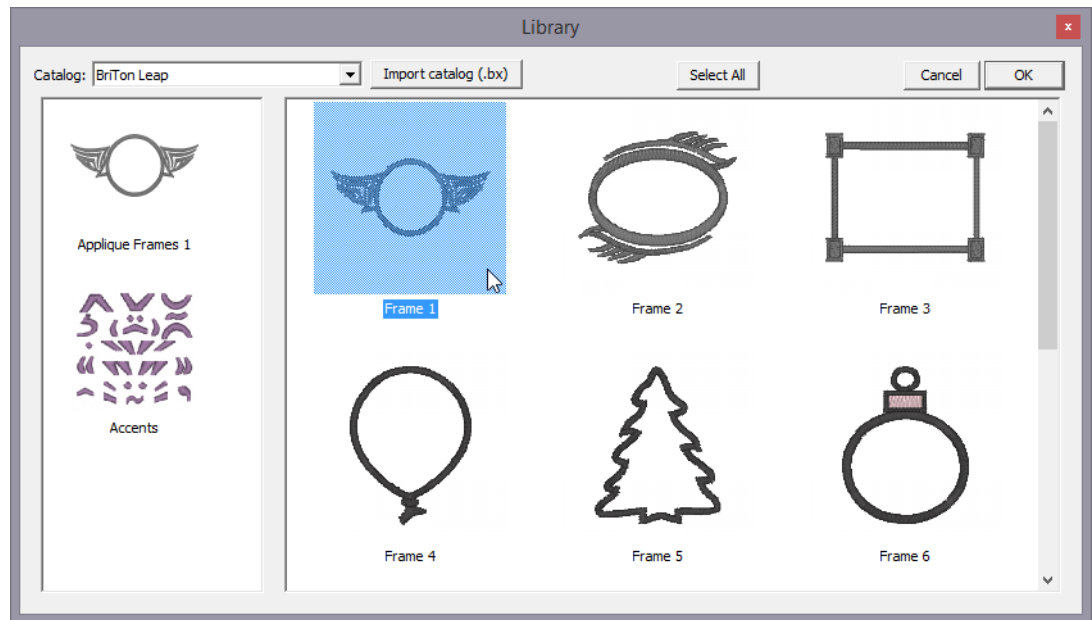 Library
x
Catalog: BriTon Leap Import catalog (.bx) Select All Cancel OK
Applique Frames 1
Accents
Frame 1 Frame 2 Frame 3
Frame 4 Frame 5 Frame 6